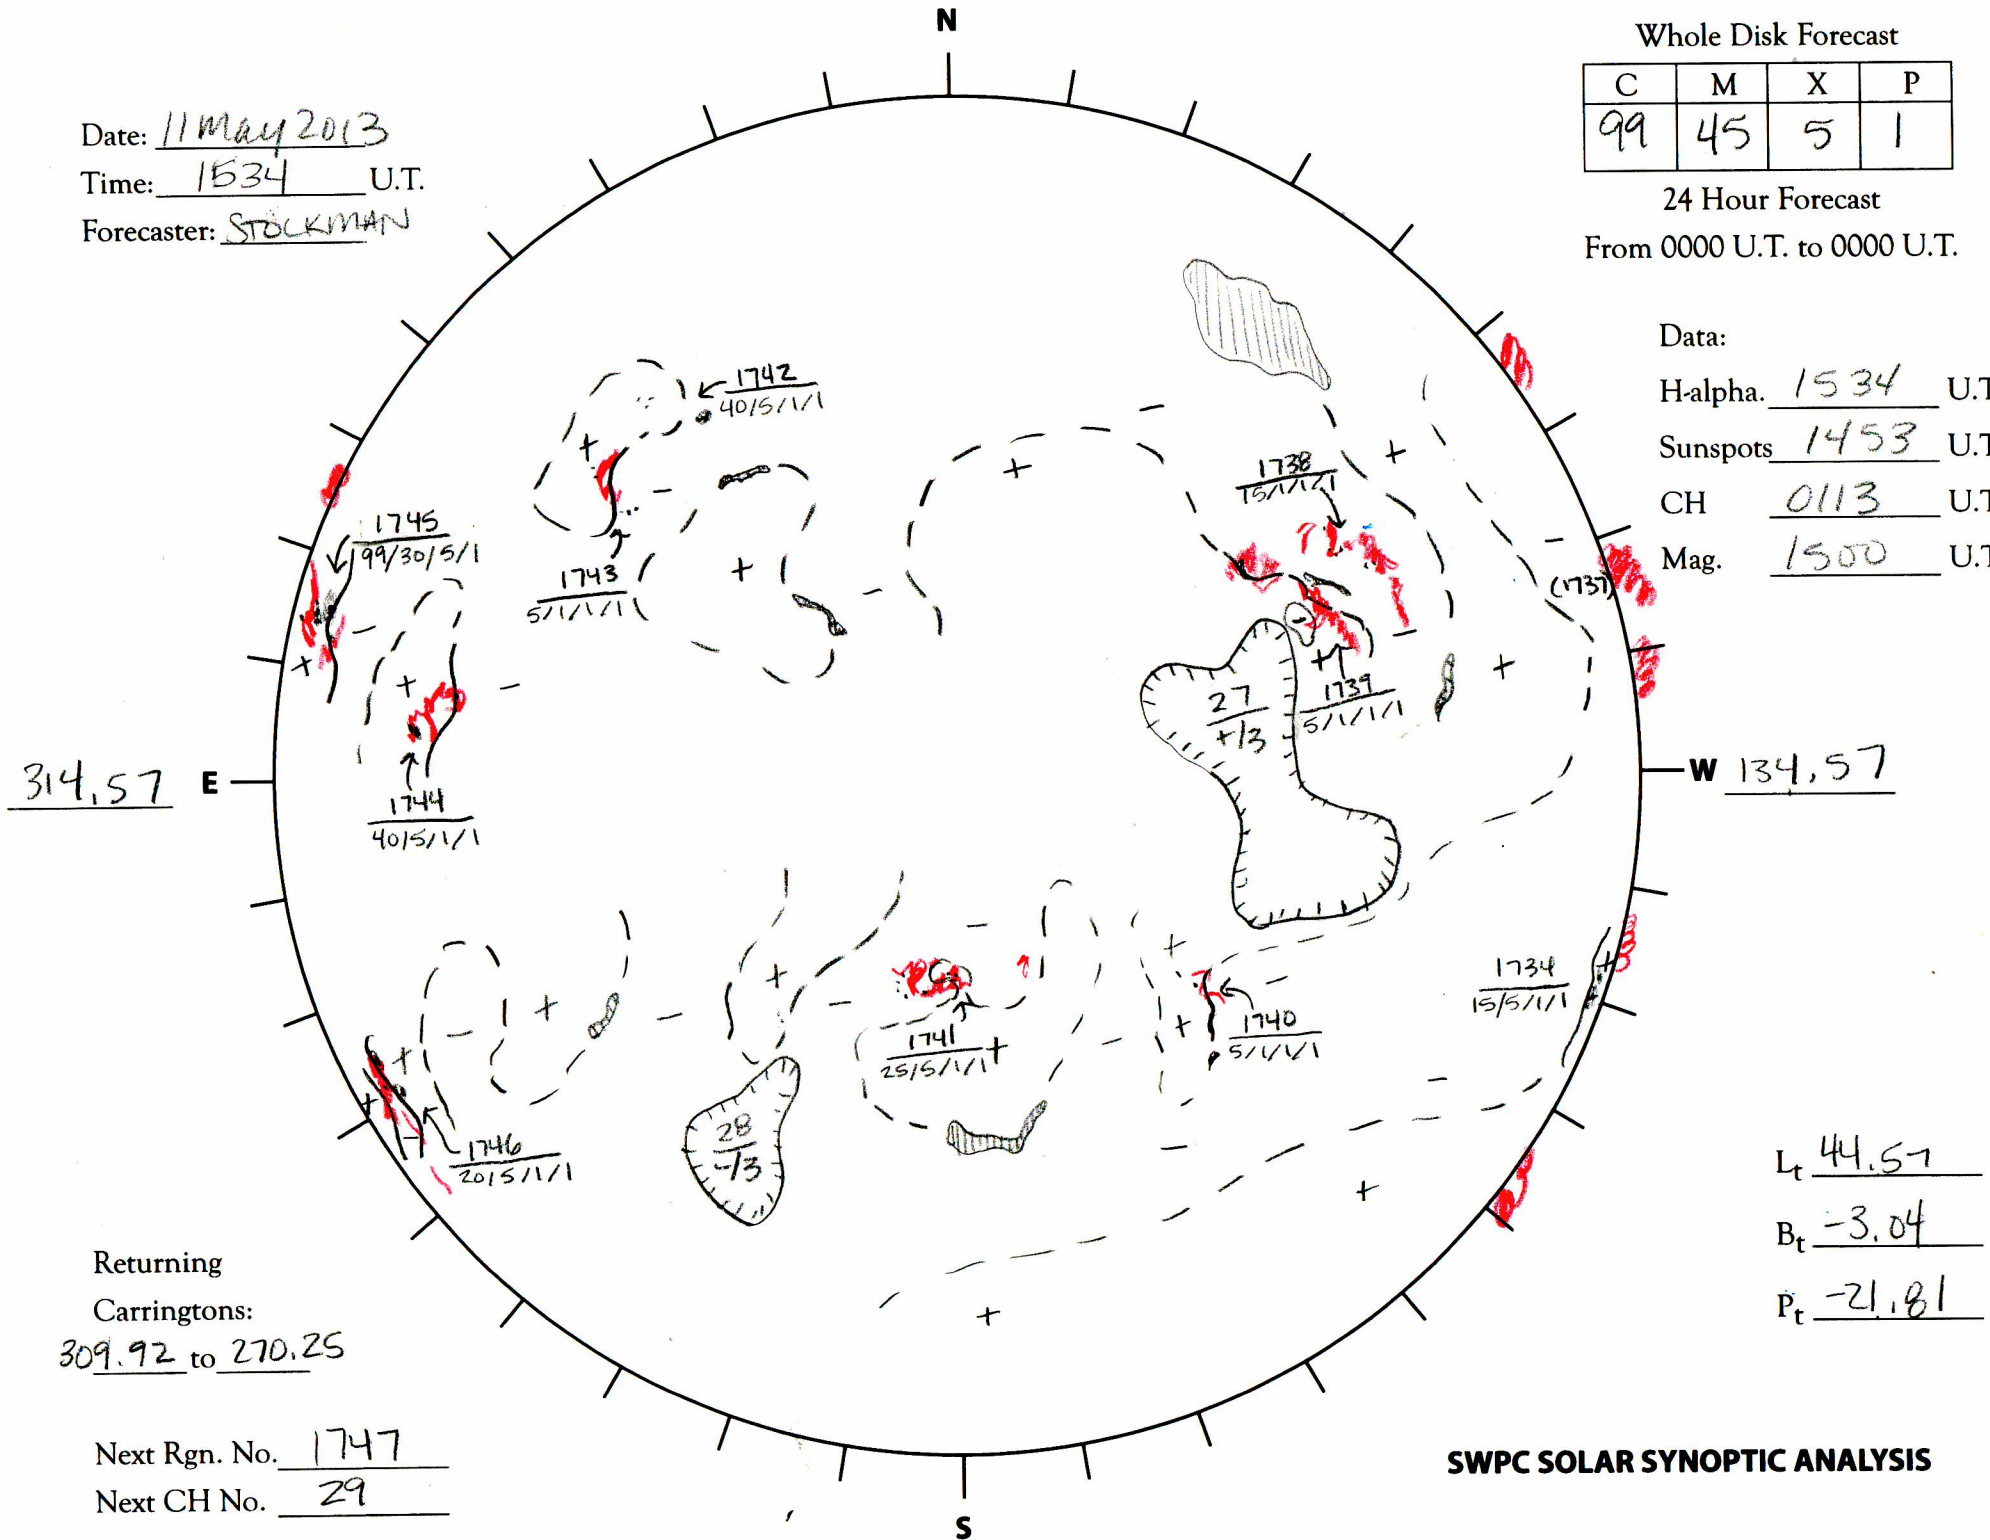 N
Whole Disk Forecast
C M X P
99 45 5 1
24 Hour Forecast
From 0000 U.T. to 0000 U.T.
Date: 11 May 2013
Time: 1534 U.T.
Forecaster: STOCKMAN
Data:
H-alpha. 1534 U.T
Sunspots 1453 U.T
CH 0113 U.T
Mag. 1500 U.T
1742
40/5/1/1
+
-
+
+
1738
15/1/1/1
1745
99/30/5/1
1743
5/1/1/1
+
-
-
(1737)
-
+
-
+
-
-
+
-
+
1739
5/1/1/1
27
+/3
314.57 E
W 134.57
1744
40/5/1/1
-
+
+
-
+
-
+
-
-
-
+
1734
15/5/1/1
+
1740
5/1/1/1
1741
25/5/1/1
+
-
-
+
+
-
1746
20/5/1/1
28
-/3
-
+
+
Lt 44.57
Bt -3.04
Pt -21.81
Returning
Carringtons:
309.92 to 270.25
Next Rgn. No. 1747
Next CH No. 29
SWPC SOLAR SYNOPTIC ANALYSIS
S